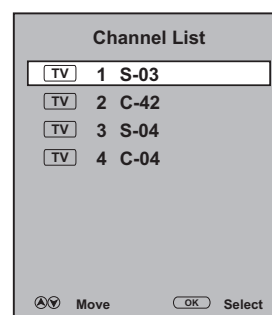 Channel List
TV 1 S-03
TV 2 C-42
TV 3 S-04
TV 4 C-04
Move OK Select